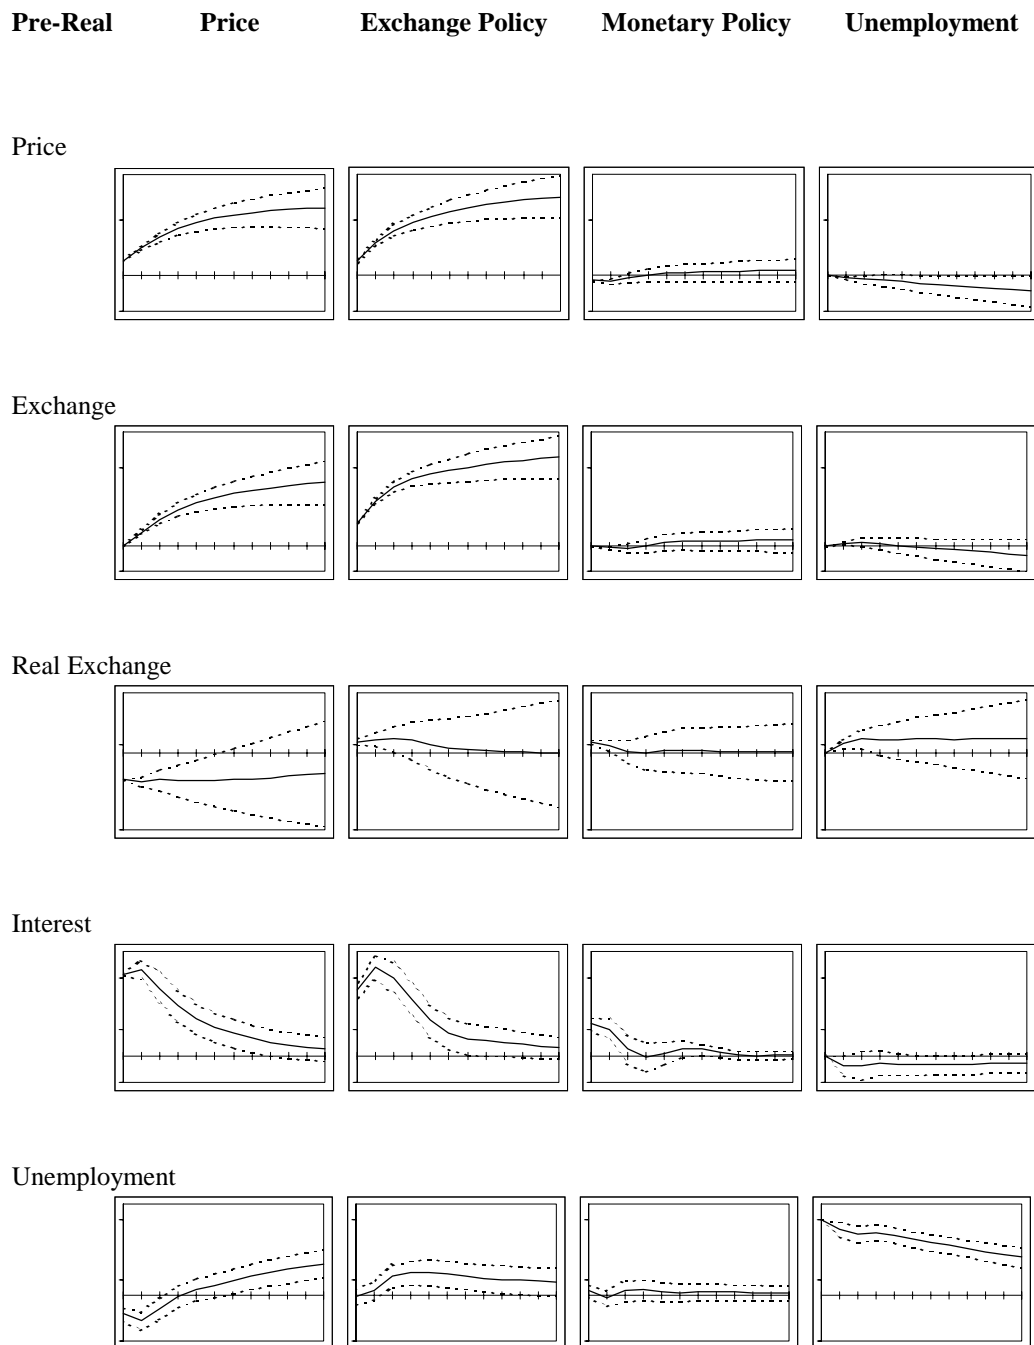 Pre-Real Price Exchange Policy Monetary Policy Unemployment
Price
Exchange
Real Exchange
Interest
Unemployment